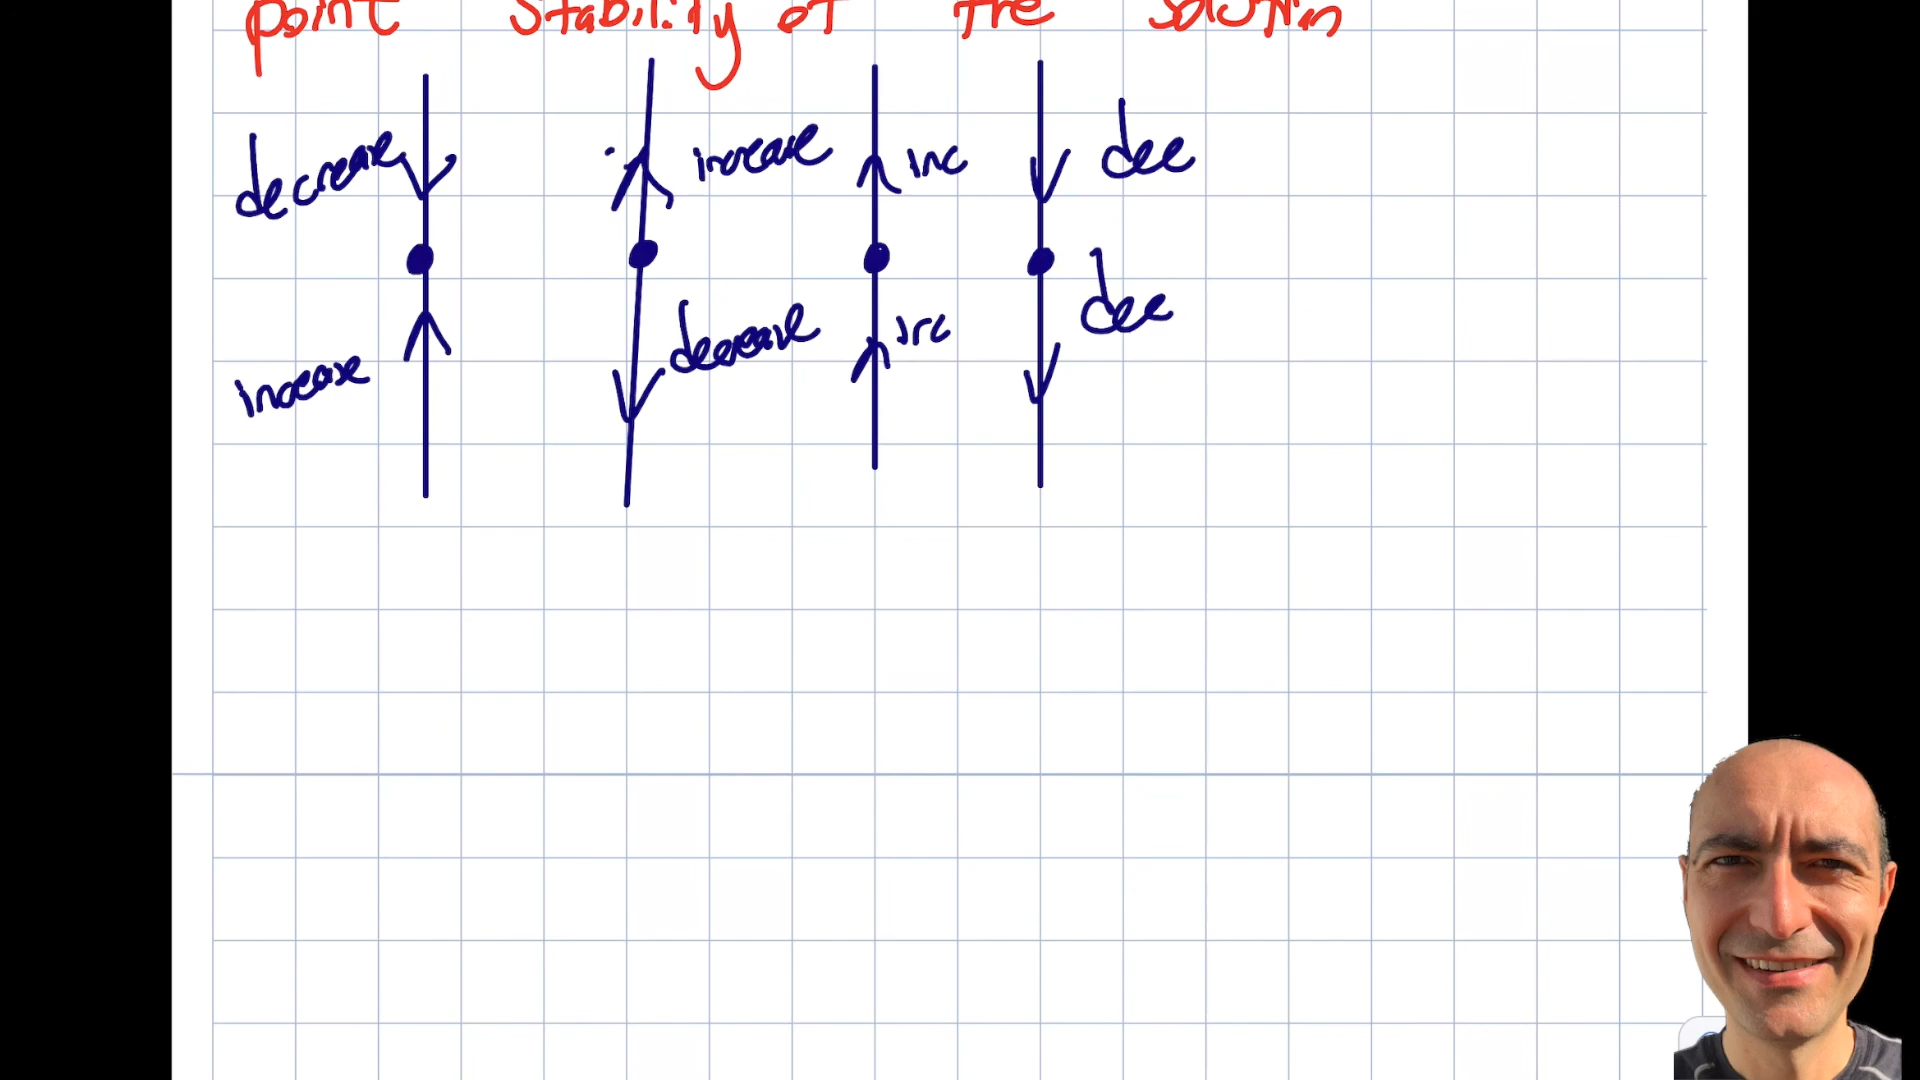 point stability of the solution
decrease increase inc dec
increase decrease inc dec